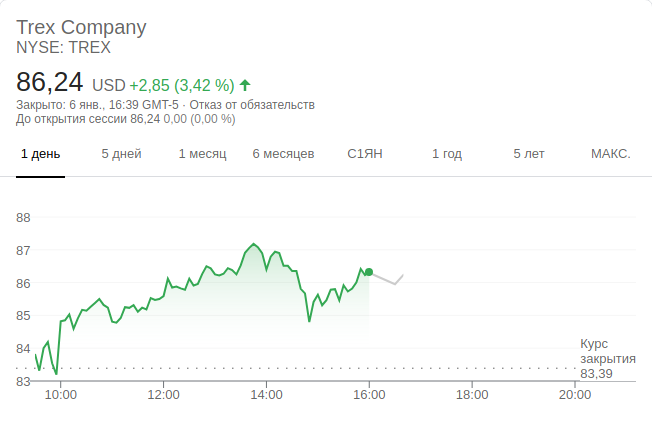 Trex Company
NYSE: TREX
86,24 USD +2,85 (3,42 %)
Закрыто: 6 янв., 16:39 GMT-5 · Отказ от обязательств
До открытия сессии 86,24 0,00 (0,00 %)
1 день 5 дней 1 месяц 6 месяцев С1ЯН 1 год 5 лет МАКС.
88
87
86
85
84
Курс
закрытия
83,39
83
10:00 12:00 14:00 16:00 18:00 20:00